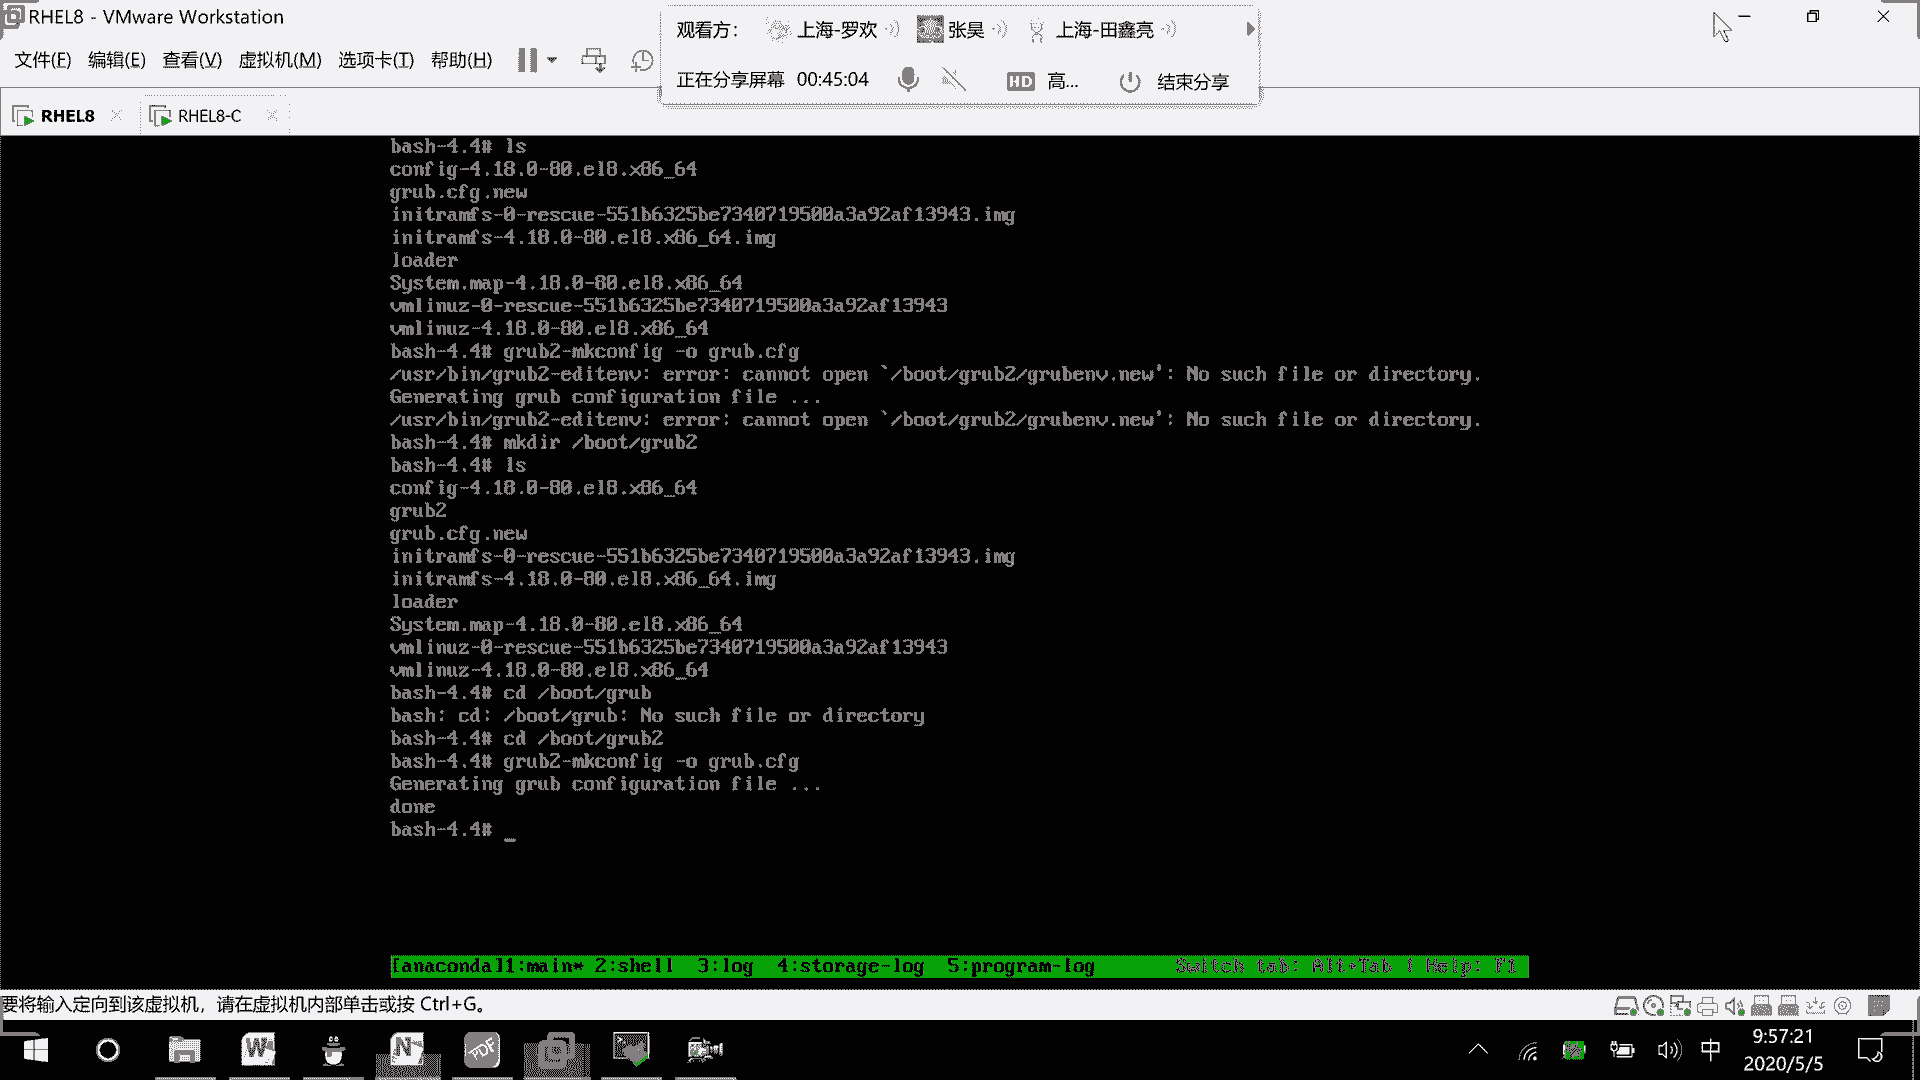 RHEL8 - VMware Workstation
文件(F) 编辑(E) 查看(V) 虚拟机(M) 选项卡(T) 帮助(H)
观看方: 上海-罗欢 张昊 上海-田鑫亮
正在分享屏幕 00:45:04 HD 高... 结束分享
RHEL8 RHEL8-C
bash-4.4# ls
config-4.18.0-80.el8.x86_64
grub.cfg.new
initramfs-0-rescue-551b6325be7340719500a3a92af13943.img
initramfs-4.18.0-80.el8.x86_64.img
loader
System.map-4.18.0-80.el8.x86_64
vmlinuz-0-rescue-551b6325be7340719500a3a92af13943
vmlinuz-4.18.0-80.el8.x86_64
bash-4.4# grub2-mkconfig -o grub.cfg
/usr/bin/grub2-editenv: error: cannot open `/boot/grub2/grubenv.new': No such file or directory.
Generating grub configuration file ...
/usr/bin/grub2-editenv: error: cannot open `/boot/grub2/grubenv.new': No such file or directory.
bash-4.4# mkdir /boot/grub2
bash-4.4# ls
config-4.18.0-80.el8.x86_64
grub2
grub.cfg.new
initramfs-0-rescue-551b6325be7340719500a3a92af13943.img
initramfs-4.18.0-80.el8.x86_64.img
loader
System.map-4.18.0-80.el8.x86_64
vmlinuz-0-rescue-551b6325be7340719500a3a92af13943
vmlinuz-4.18.0-80.el8.x86_64
bash-4.4# cd /boot/grub
bash: cd: /boot/grub: No such file or directory
bash-4.4# cd /boot/grub2
bash-4.4# grub2-mkconfig -o grub.cfg
Generating grub configuration file ...
done
bash-4.4# _
[anaconda]1:main* 2:shell 3:log 4:storage-log 5:program-log Switch tab: Alt+Tab | Help: F1
要将输入定向到该虚拟机，请在虚拟机内部单击或按 Ctrl+G。
中
9:57:21
2020/5/5